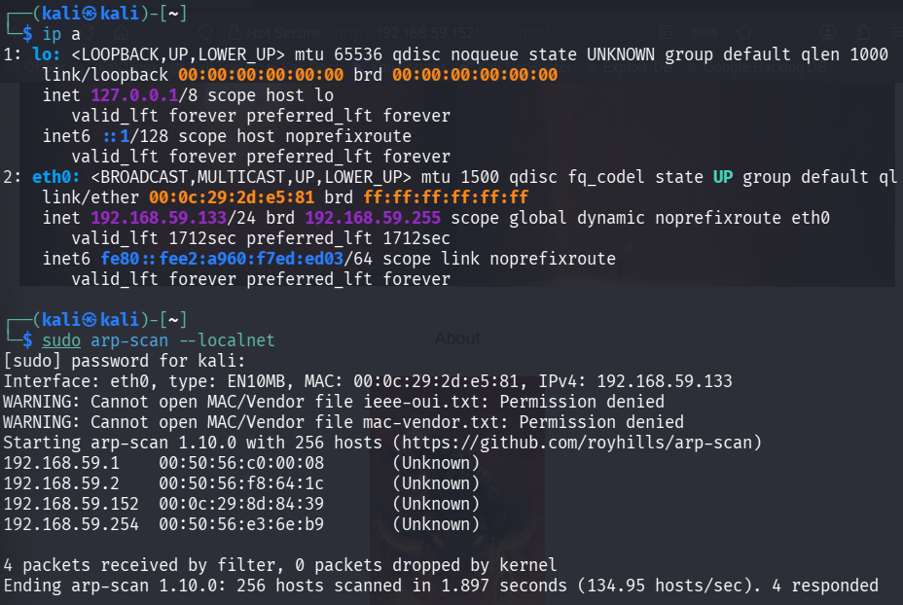 ┌──(kali㉿kali)-[~]
└─$ ip a
1: lo: <LOOPBACK,UP,LOWER_UP> mtu 65536 qdisc noqueue state UNKNOWN group default qlen 1000
link/loopback 00:00:00:00:00:00 brd 00:00:00:00:00:00
inet 127.0.0.1/8 scope host lo
valid_lft forever preferred_lft forever
inet6 ::1/128 scope host noprefixroute
valid_lft forever preferred_lft forever
2: eth0: <BROADCAST,MULTICAST,UP,LOWER_UP> mtu 1500 qdisc fq_codel state UP group default ql
link/ether 00:0c:29:2d:e5:81 brd ff:ff:ff:ff:ff:ff
inet 192.168.59.133/24 brd 192.168.59.255 scope global dynamic noprefixroute eth0
valid_lft 1712sec preferred_lft 1712sec
inet6 fe80::fee2:a960:f7ed:ed03/64 scope link noprefixroute
valid_lft forever preferred_lft forever
┌──(kali㉿kali)-[~]
└─$ sudo arp-scan --localnet
About
[sudo] password for kali:
Interface: eth0, type: EN10MB, MAC: 00:0c:29:2d:e5:81, IPv4: 192.168.59.133
WARNING: Cannot open MAC/Vendor file ieee-oui.txt: Permission denied
WARNING: Cannot open MAC/Vendor file mac-vendor.txt: Permission denied
Starting arp-scan 1.10.0 with 256 hosts (https://github.com/royhills/arp-scan)
192.168.59.1 00:50:56:c0:00:08 (Unknown)
192.168.59.2 00:50:56:f8:64:1c (Unknown)
192.168.59.152 00:0c:29:8d:84:39 (Unknown)
192.168.59.254 00:50:56:e3:6e:b9 (Unknown)
4 packets received by filter, 0 packets dropped by kernel
Ending arp-scan 1.10.0: 256 hosts scanned in 1.897 seconds (134.95 hosts/sec). 4 responded